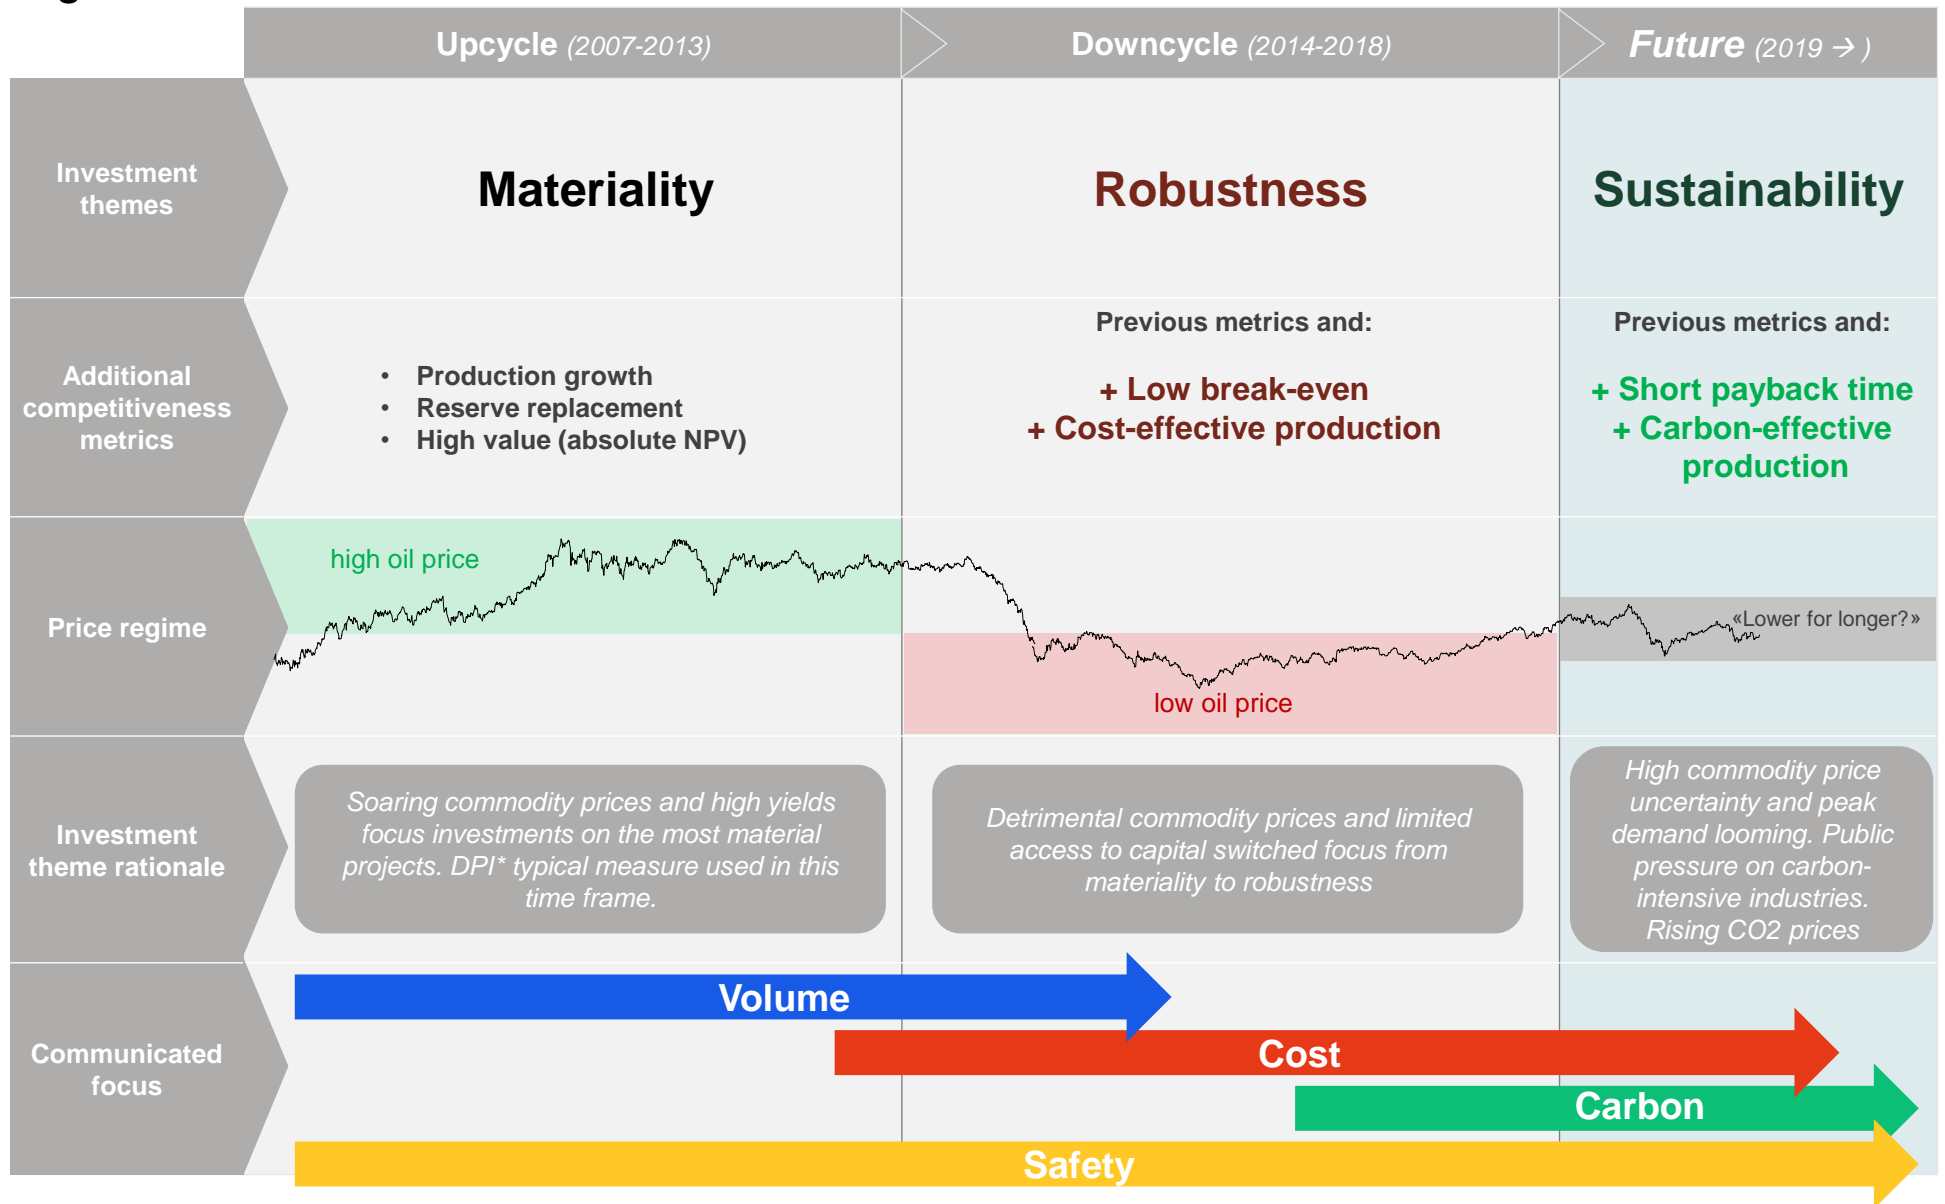 Upcycle (2007-2013)
Downcycle (2014-2018)
Future (2019 → )
Investment
themes
Materiality
Robustness
Sustainability
Additional
competitiveness
metrics
• Production growth
• Reserve replacement
• High value (absolute NPV)
Previous metrics and:
+ Low break-even
+ Cost-effective production
Previous metrics and:
+ Short payback time
+ Carbon-effective
production
Price regime
high oil price
low oil price
«Lower for longer?»
Investment
theme rationale
Soaring commodity prices and high yields
focus investments on the most material
projects. DPI* typical measure used in this
time frame.
Detrimental commodity prices and limited
access to capital switched focus from
materiality to robustness
High commodity price
uncertainty and peak
demand looming. Public
pressure on carbon-
intensive industries.
Rising CO2 prices
Communicated
focus
Volume
Cost
Carbon
Safety